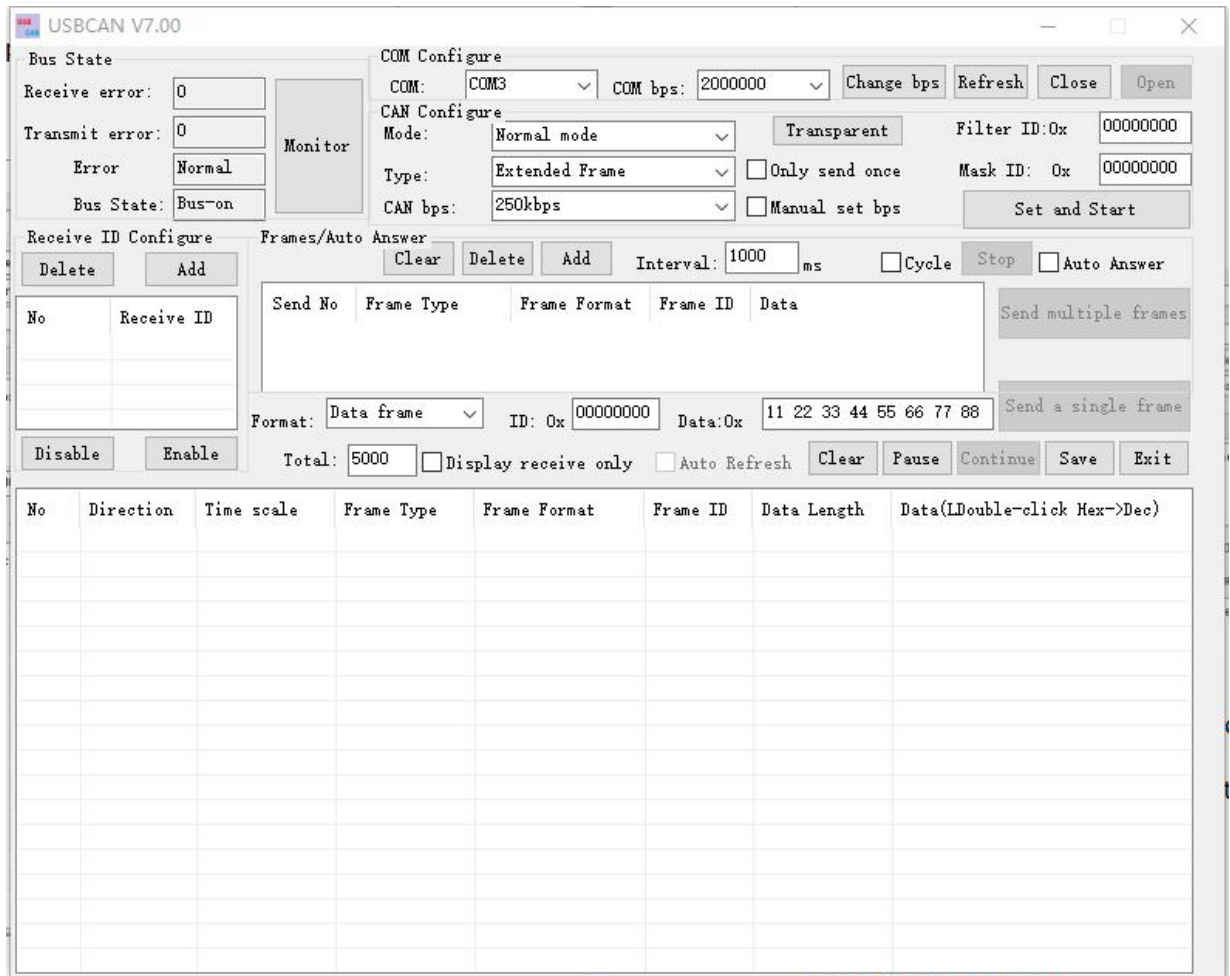 USBCAN V7.00
Bus State
Receive error: 0
Transmit error: 0
Error Normal
Bus State: Bus-on
Monitor
COM Configure
COM: COM3 COM bps: 2000000 Change bps Refresh Close Open
CAN Configure
Mode: Normal mode Transparent Filter ID:0x 00000000
Type: Extended Frame Only send once Mask ID: 0x 00000000
CAN bps: 250kbps Manual set bps Set and Start
Receive ID Configure
Delete Add
No Receive ID
Disable Enable
Frames/Auto Answer
Clear Delete Add Interval: 1000 ms Cycle Stop Auto Answer
Send No Frame Type Frame Format Frame ID Data
Send multiple frames
Format: Data frame ID: 0x 00000000 Data:0x 11 22 33 44 55 66 77 88 Send a single frame
Total: 5000 Display receive only Auto Refresh Clear Pause Continue Save Exit
No Direction Time scale Frame Type Frame Format Frame ID Data Length Data(LDouble-click Hex->Dec)